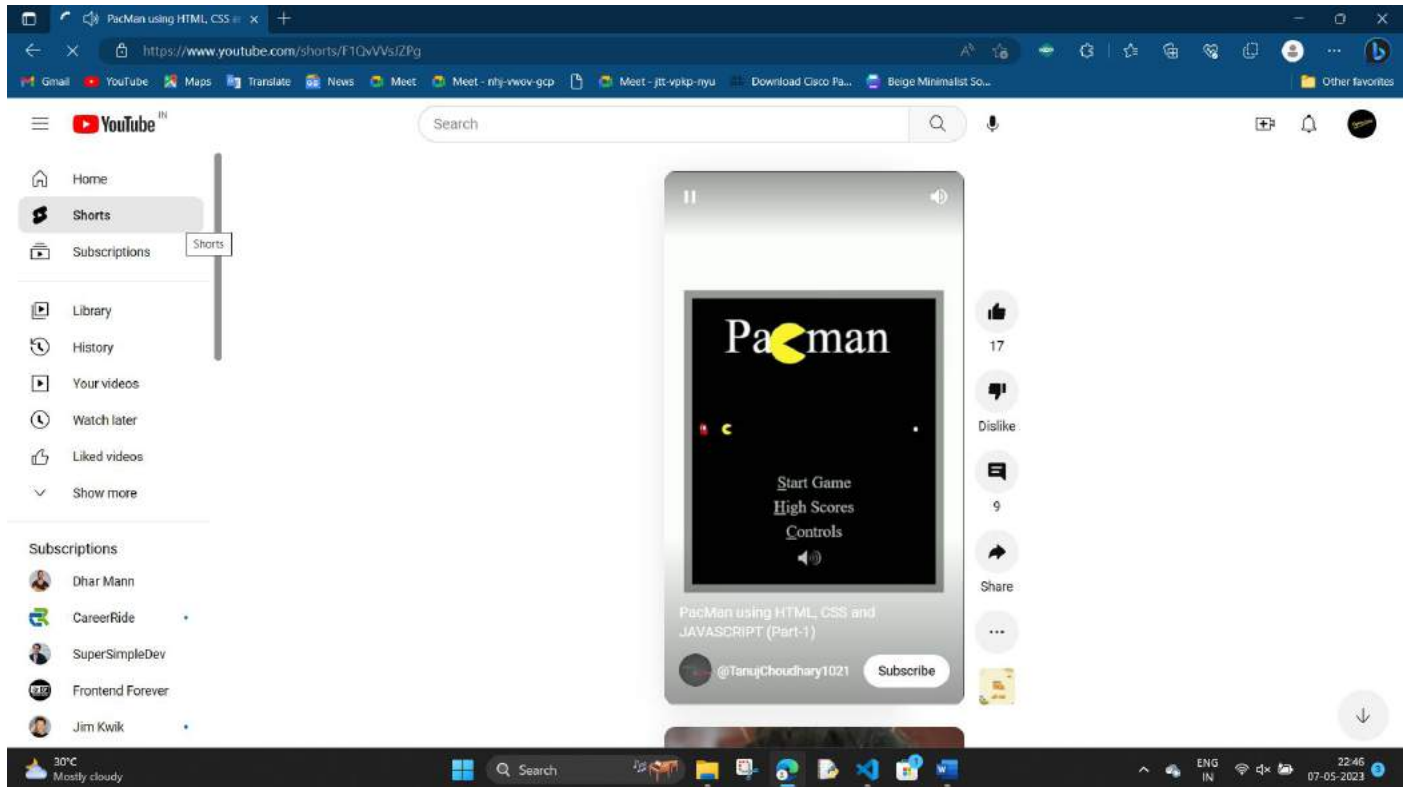 PacMan using HTML, CSS
https://www.youtube.com/shorts/F1QvVVsJZPg
Gmail YouTube Maps Translate News Meet Meet - nhj-vwov-gcp Meet - jtt-vpkp-nyu Download Cisco Pa... Beige Minimalist So... Other favorites
YouTube IN
Search
Home
Shorts
Shorts
Subscriptions
Library
History
Your videos
Watch later
Liked videos
Show more
Subscriptions
Dhar Mann
CareerRide
SuperSimpleDev
Frontend Forever
Jim Kwik
Pacman
Start Game
High Scores
Controls
PacMan using HTML, CSS and
JAVASCRIPT (Part-1)
@TanujChoudhary1021 Subscribe
17
Dislike
9
Share
30°C
Mostly cloudy
Search
ENG
IN
22:46
07-05-2023
3